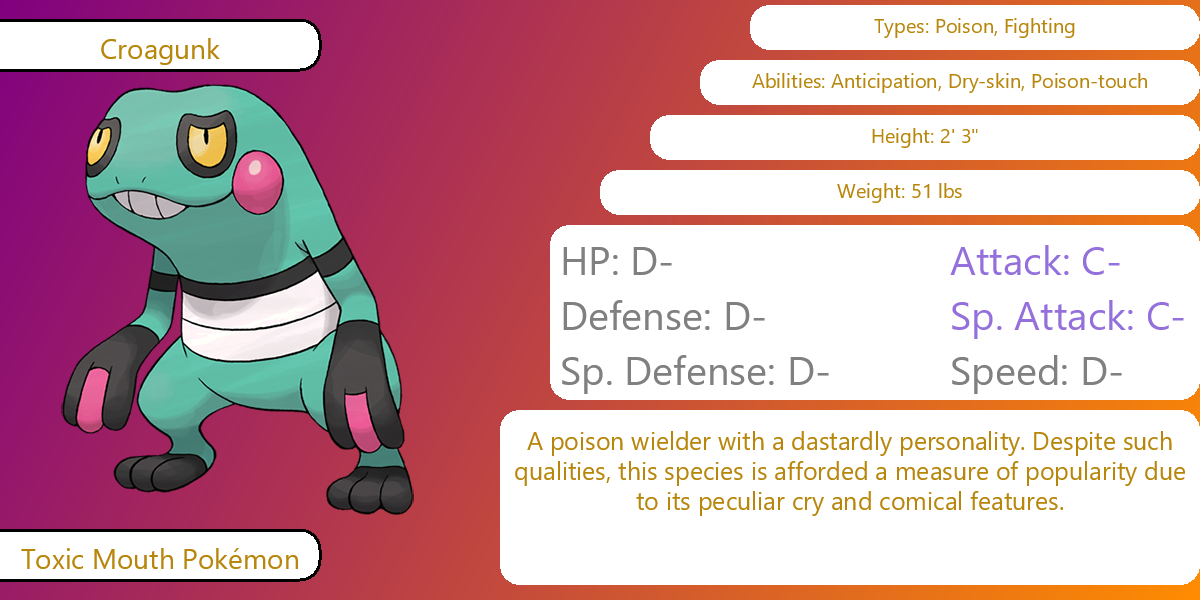 Croagunk
Types: Poison, Fighting
Abilities: Anticipation, Dry-skin, Poison-touch
Height: 2' 3"
Weight: 51 lbs
HP: D-
Attack: C-
Defense: D-
Sp. Attack: C-
Sp. Defense: D-
Speed: D-
A poison wielder with a dastardly personality. Despite such
qualities, this species is afforded a measure of popularity due
to its peculiar cry and comical features.
Toxic Mouth Pokémon